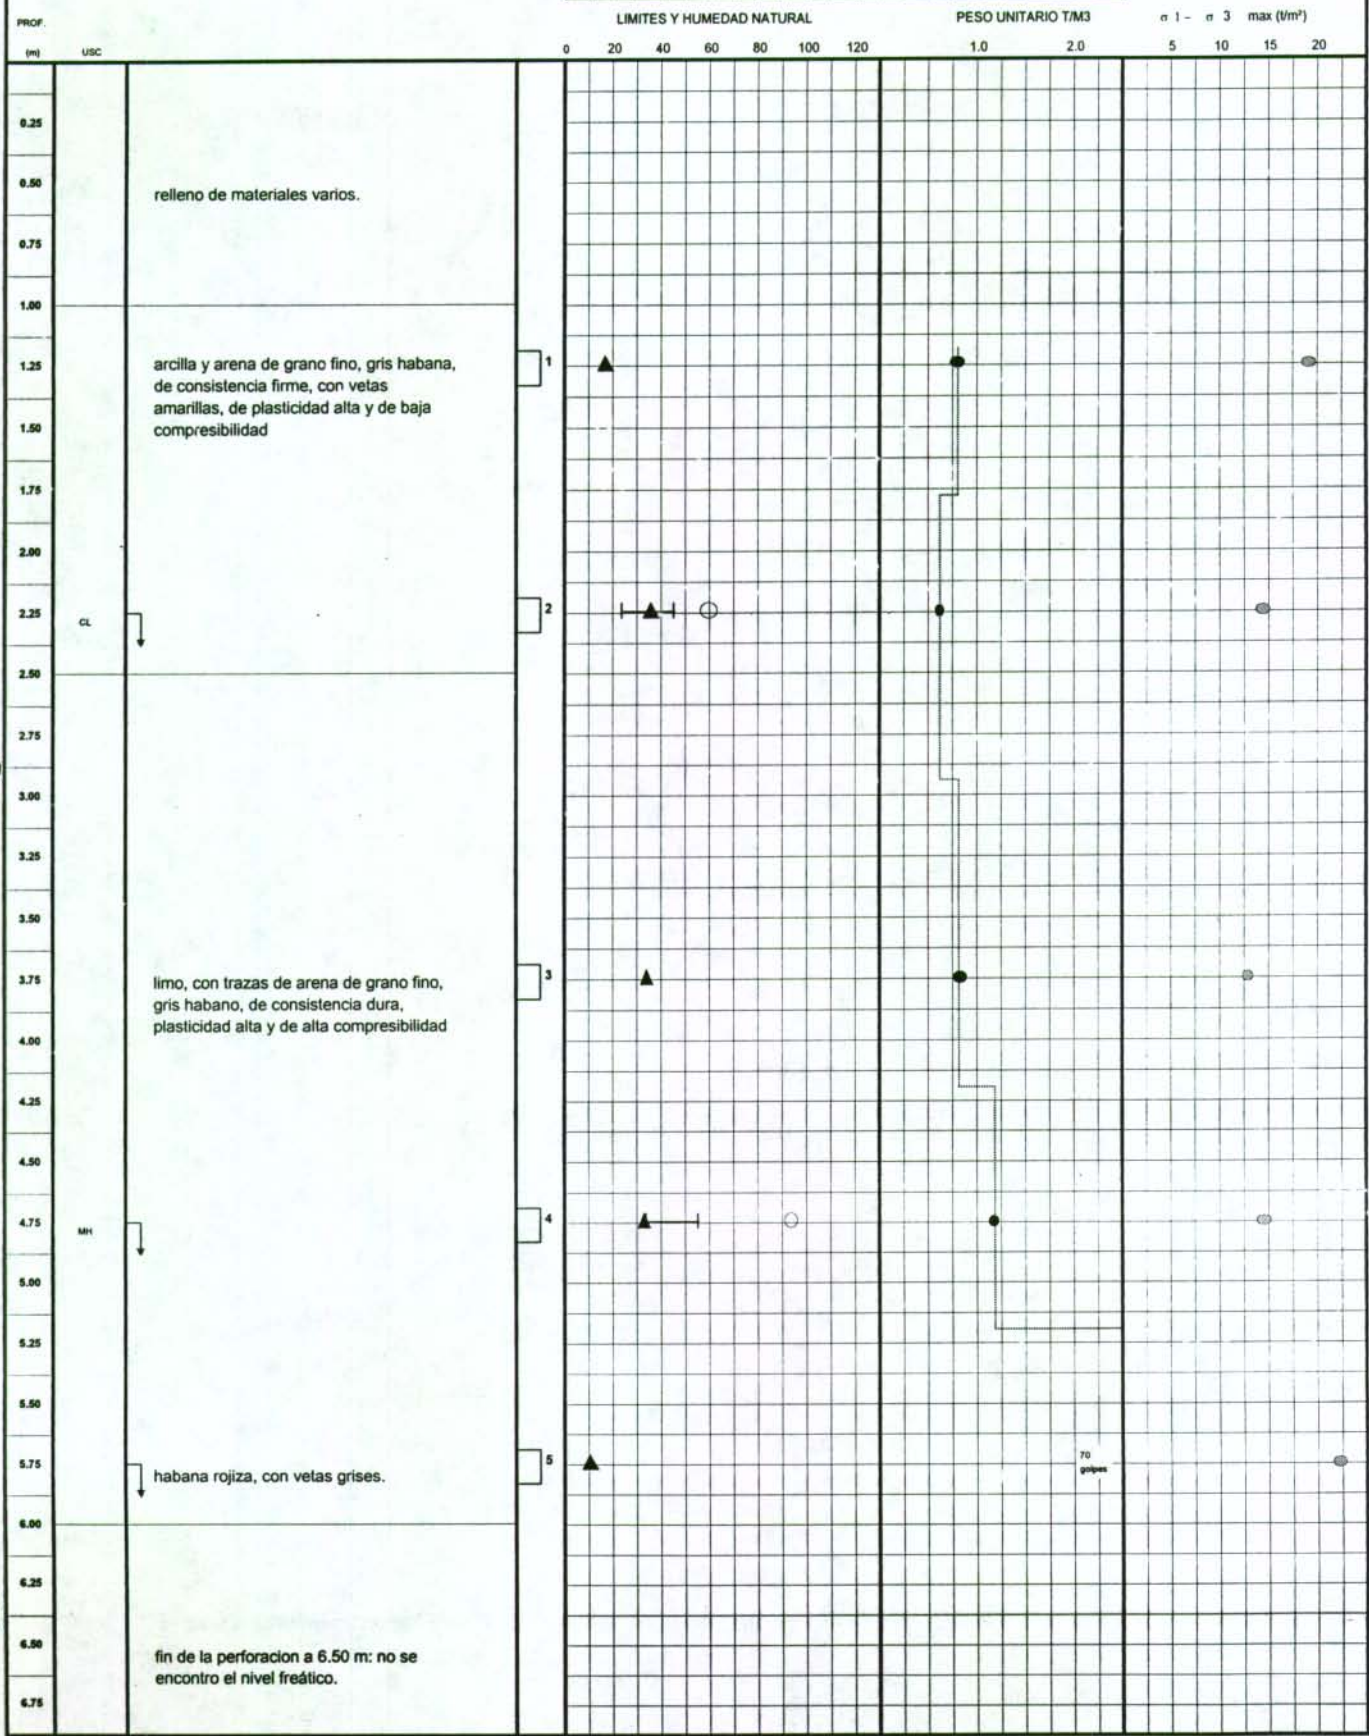 LIMITES Y HUMEDAD NATURAL PESO UNITARIO T/M3 σ 1 - σ 3 max (t/m²)
PROF.
(m) USC 0 20 40 60 80 100 120 1.0 2.0 5 10 15 20
0.25
0.50
relleno de materiales varios.
0.75
1.00
1.25
arcilla y arena de grano fino, gris habana,
de consistencia firme, con vetas
amarillas, de plasticidad alta y de baja
compresibilidad
1
1.50
1.75
2.00
2.25
CL
2
2.50
2.75
3.00
3.25
3.50
3.75
limo, con trazas de arena de grano fino,
gris habano, de consistencia dura,
plasticidad alta y de alta compresibilidad
3
4.00
4.25
4.50
4.75
MH
4
5.00
5.25
5.50
5.75
habana rojiza, con vetas grises.
5
70
golpes
6.00
6.25
6.50
fin de la perforacion a 6.50 m: no se
encontro el nivel freático.
6.75